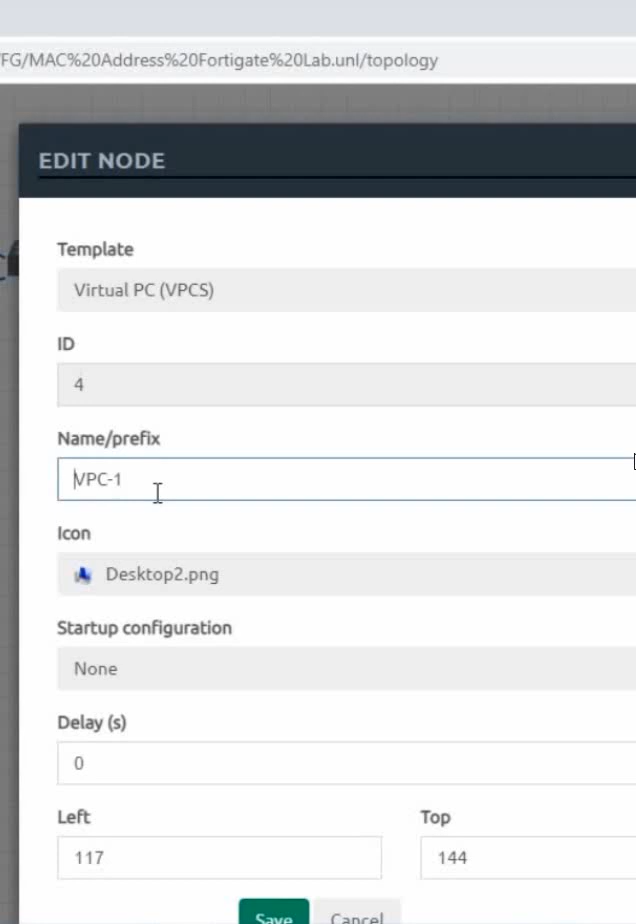 FG/MAC%20Address%20Fortigate%20Lab.unl/topology
EDIT NODE
Template
Virtual PC (VPCS)
ID
4
Name/prefix
VPC-1
Icon
Desktop2.png
Startup configuration
None
Delay (s)
0
Left Top
117 144
Save Cancel